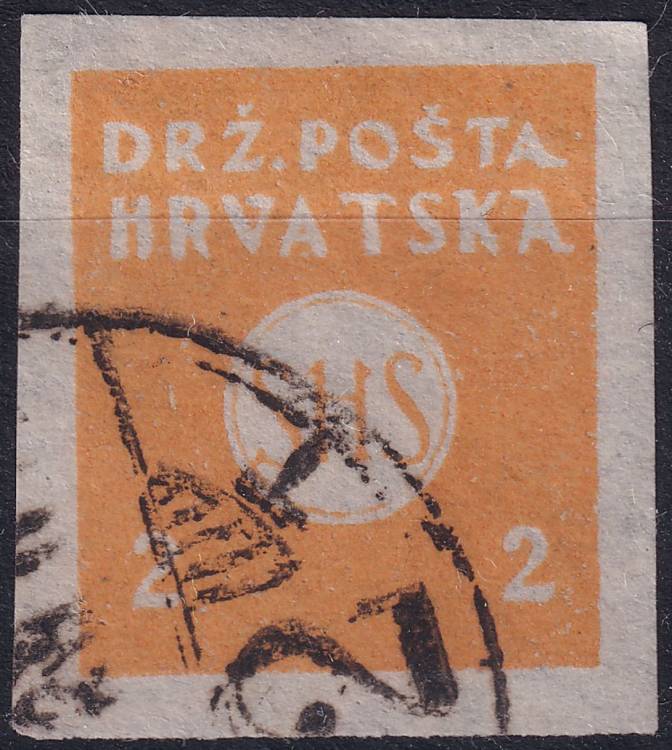 DRŽ. POŠTA
HRVATSKA
SHS
2 2